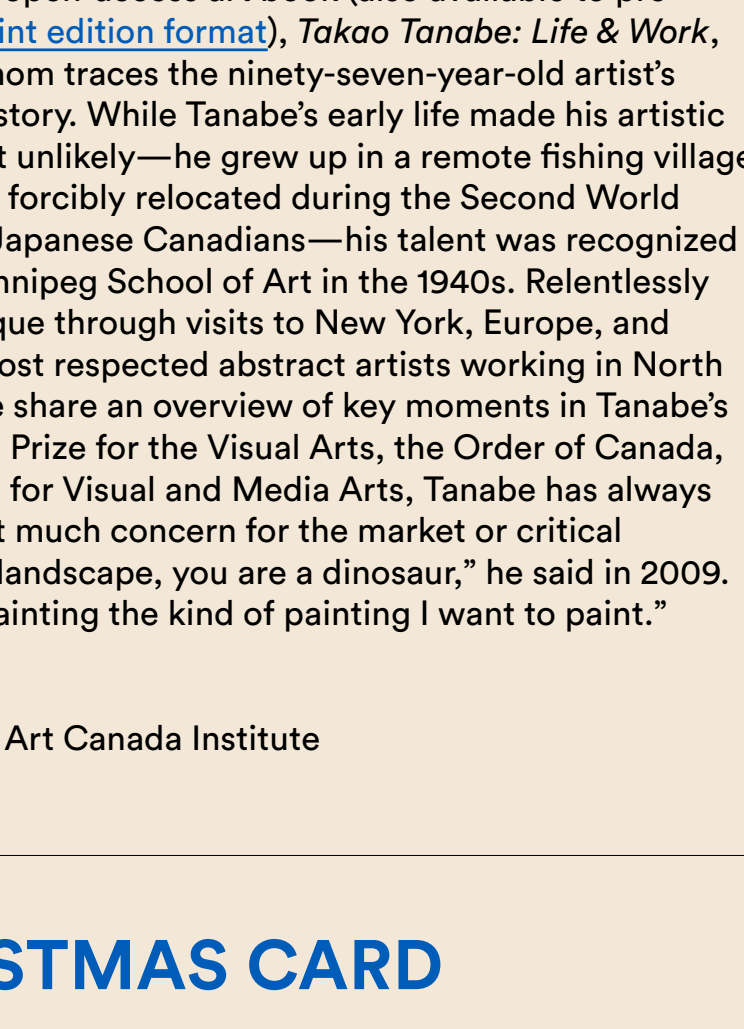 int edition format), Takao Tanabe: Life & Work,
traces the ninety-seven-year-old artist’s
story. While Tanabe’s early life made his artistic
unlikely—he grew up in a remote fishing village
forcibly relocated during the Second World
Japanese Canadians—his talent was recognized
nnipeg School of Art in the 1940s. Relentlessly
que through visits to New York, Europe, and
ost respected abstract artists working in North
share an overview of key moments in Tanabe’s
Prize for the Visual Arts, the Order of Canada,
for Visual and Media Arts, Tanabe has always
t much concern for the market or critical
landscape, you are a dinosaur,” he said in 2009.
ainting the kind of painting I want to paint.”
Art Canada Institute
STMAS CARD